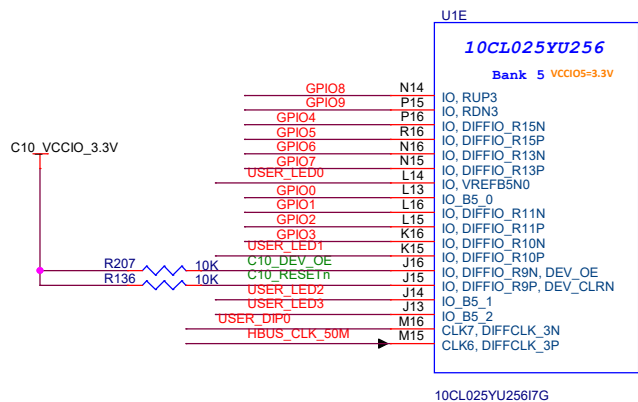 U1E
10CL025YU256
Bank 5 VCCIO5=3.3V
GPIO8 N14 IO, RUP3
GPIO9 P15 IO, RDN3
GPIO4 P16 IO, DIFFIO_R15N
GPIO5 R16 IO, DIFFIO_R15P
GPIO6 N16 IO, DIFFIO_R13N
GPIO7 N15 IO, DIFFIO_R13P
USER_LED0 L14 IO, VREFB5N0
GPIO0 L13 IO_B5_0
GPIO1 L16 IO, DIFFIO_R11N
GPIO2 L15 IO, DIFFIO_R11P
GPIO3 K16 IO, DIFFIO_R10N
USER_LED1 K15 IO, DIFFIO_R10P
C10_VCCIO_3.3V
R207 10K C10_DEV_OE J16 IO, DIFFIO_R9N, DEV_OE
R136 10K C10_RESETn J15 IO, DIFFIO_R9P, DEV_CLRN
USER_LED2 J14 IO_B5_1
USER_LED3 J13 IO_B5_2
USER_DIP0 M16 CLK7, DIFFCLK_3N
HBUS_CLK_50M M15 CLK6, DIFFCLK_3P
10CL025YU256I7G